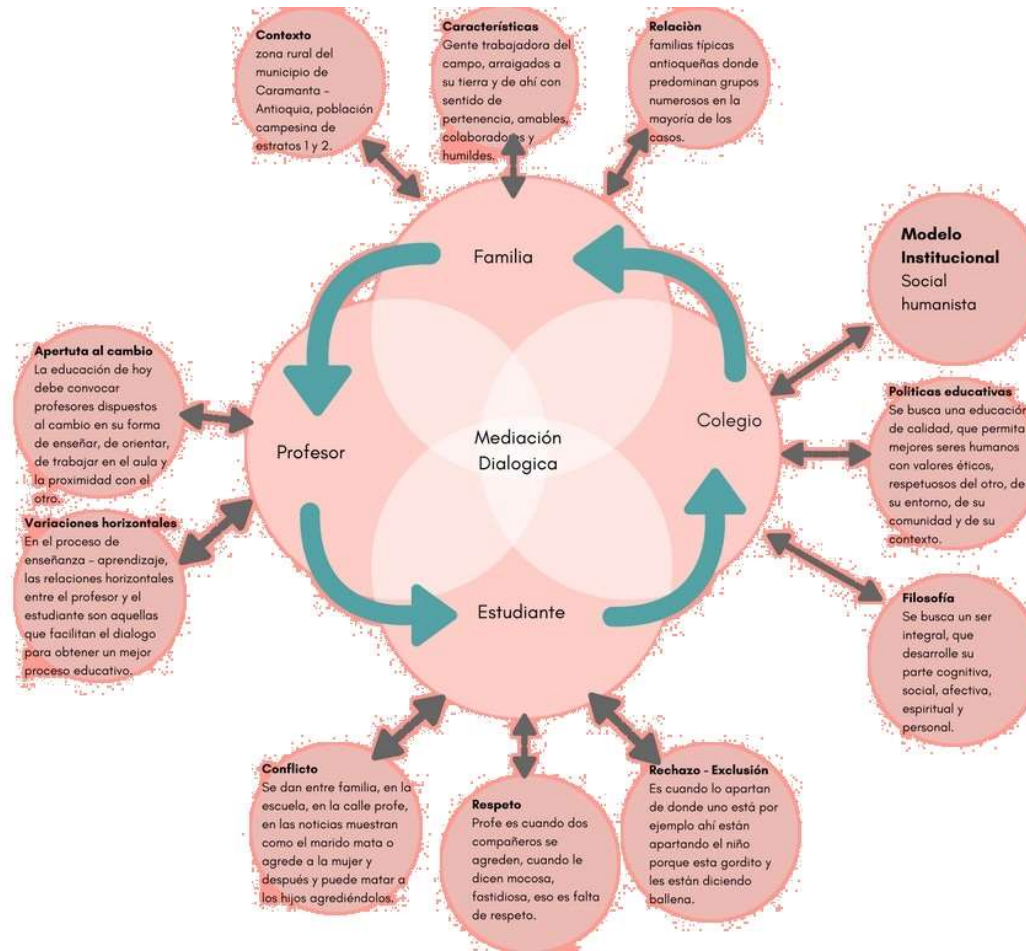 Contexto
zona rural del
municipio de
Caramanta -
Antioquia, población
campesina de
estratos 1 y 2.
Características
Gente trabajadora del
campo, arraigados a
su tierra y de ahí con
sentido de
pertenencia, amables,
colaboradores y
humildes.
Relaciòn
familias típicas
antioqueñas donde
predominan grupos
numerosos en la
mayoría de los
casos.
Familia
Modelo
Institucional
Social
humanista
Apertuta al cambio
La educación de hoy
debe convocar
profesores dispuestos
al cambio en su forma
de enseñar, de orientar,
de trabajar en el aula y
la proximidad con el
otro.
Profesor
Mediación
Dialogica
Colegio
Políticas educativas
Se busca una educación
de calidad, que permita
mejores seres humanos
con valores éticos,
respetuosos del otro, de
su entorno, de su
comunidad y de su
contexto.
Variaciones horizontales
En el proceso de
enseñanza - aprendizaje,
las relaciones horizontales
entre el profesor y el
estudiante son aquellas
que facilitan el dialogo
para obtener un mejor
proceso educativo.
Estudiante
Filosofía
Se busca un ser
integral, que
desarrolle su
parte cognitiva,
social, afectiva,
espiritual y
personal.
Conflicto
Se dan entre familia, en la
escuela, en la calle profe,
en las noticias muestran
como el marido mata o
agrede a la mujer y
después y puede matar a
los hijos agrediéndolos.
Respeto
Profe es cuando dos
compañeros se
agreden, cuando le
dicen mocosa,
fastidiosa, eso es falta
de respeto.
Rechazo - Exclusión
Es cuando lo apartan
de donde uno está por
ejemplo ahí están
apartando el niño
porque esta gordito y
les están diciendo
ballena.